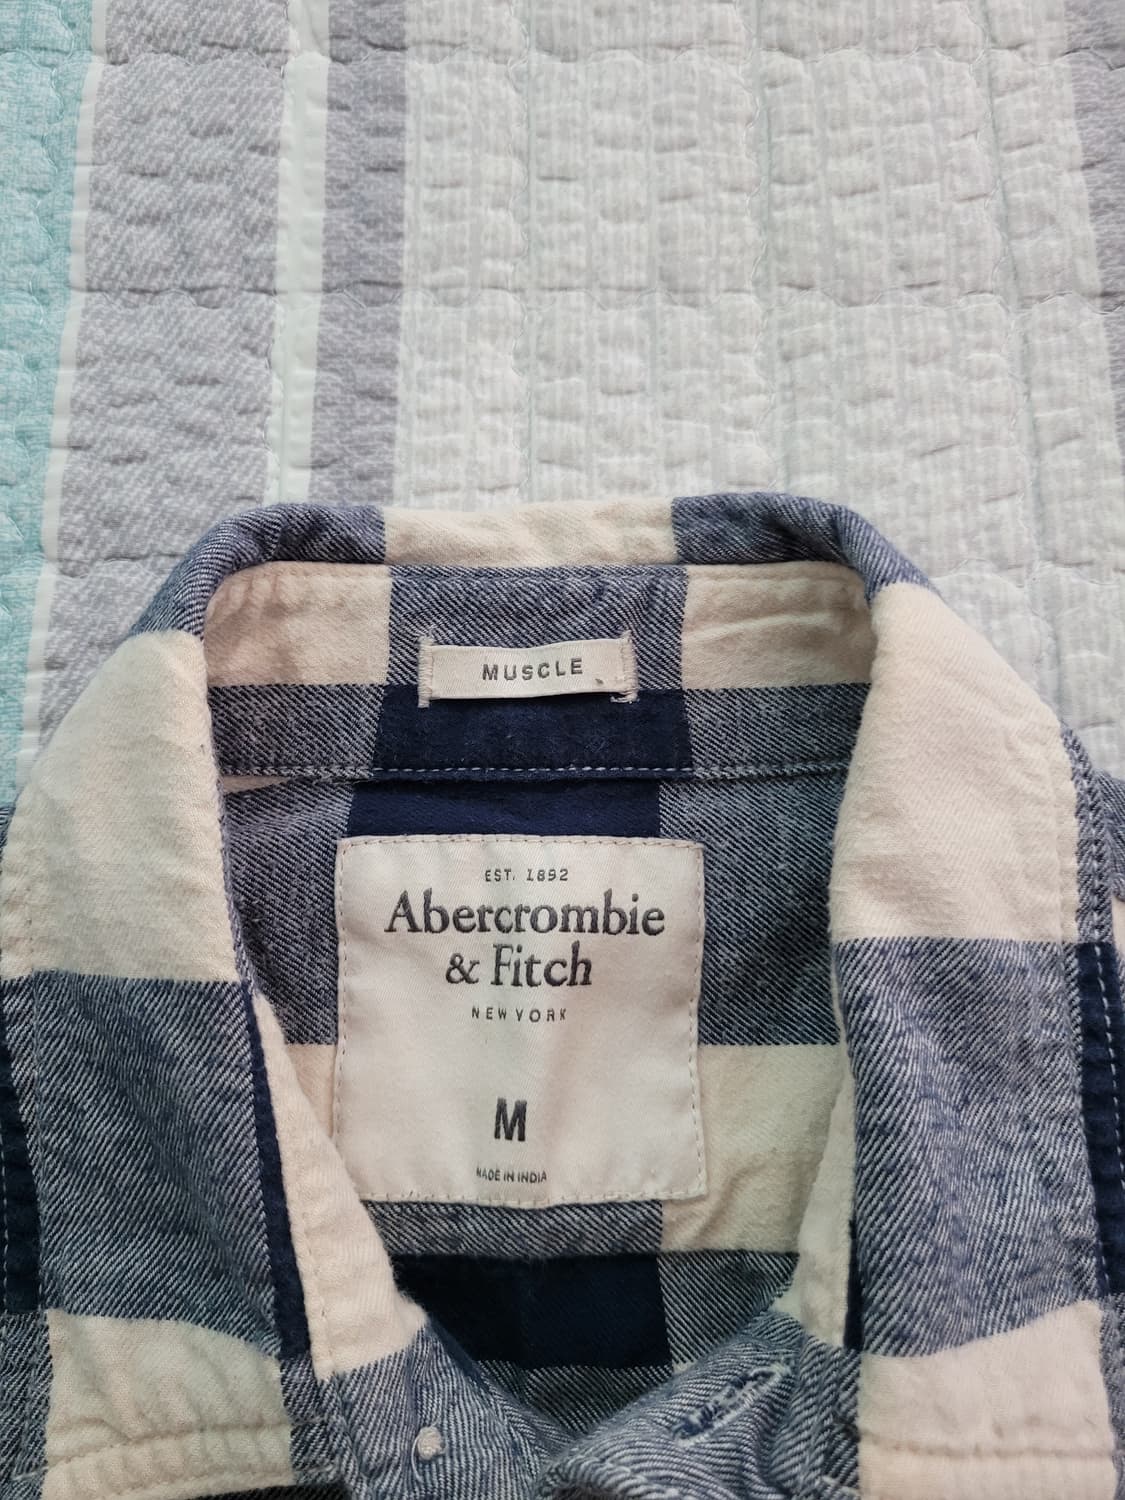 MUSCLE
EST. 1892
Abercrombie
& Fitch
NEW YORK
M
MADE IN INDIA